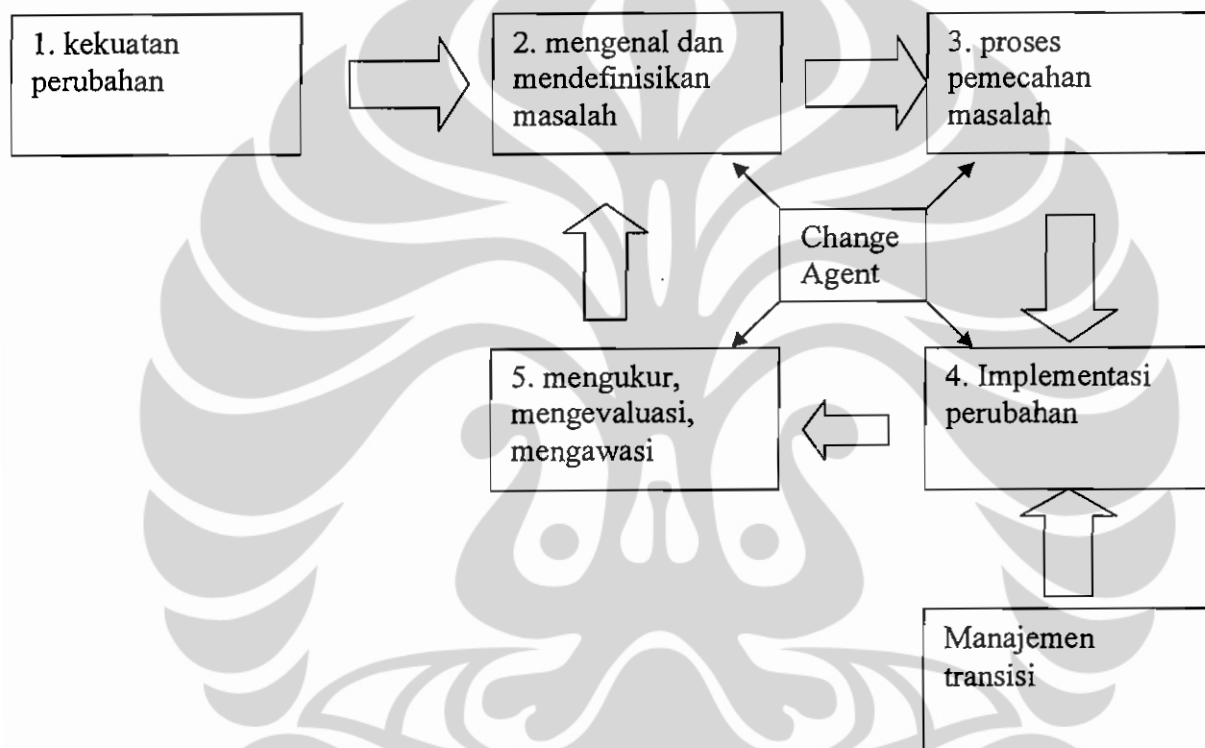 1. kekuatan
perubahan
2. mengenal dan
mendefinisikan
masalah
3. proses
pemecahan
masalah
Change
Agent
5. mengukur,
mengevaluasi,
mengawasi
4. Implementasi
perubahan
Manajemen
transisi